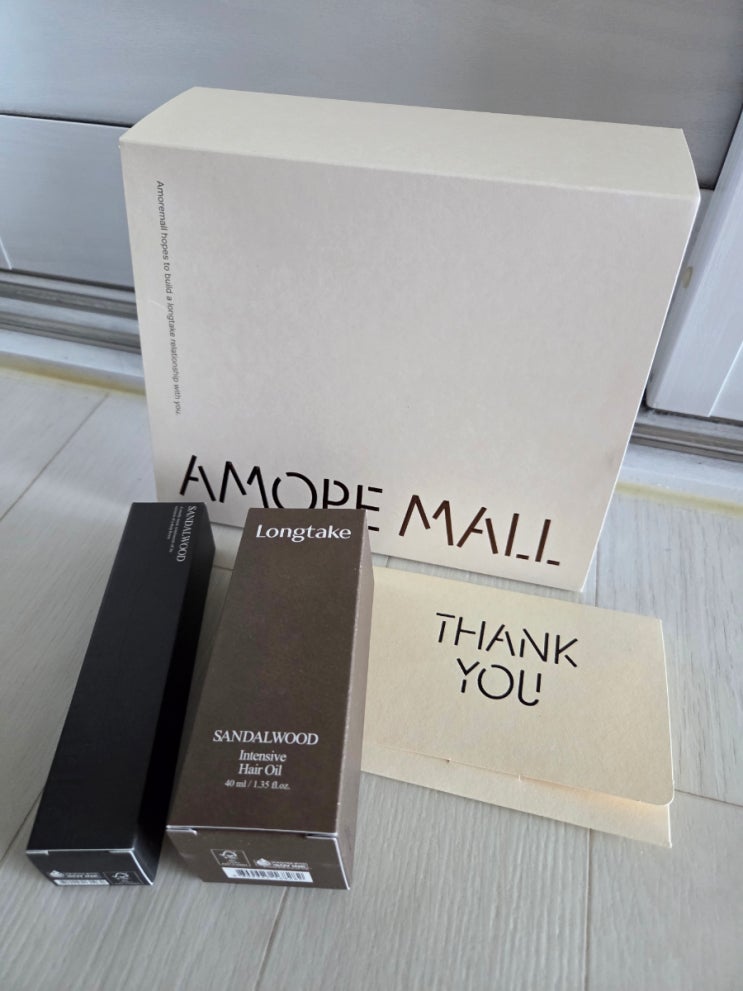 Amoremall hopes to build a longtake relationship with you.
AMORE MALL
SANDALWOOD
Longtake
SANDALWOOD
Intensive
Hair Oil
40 ml / 1.35 fl.oz.
THANK
YOU